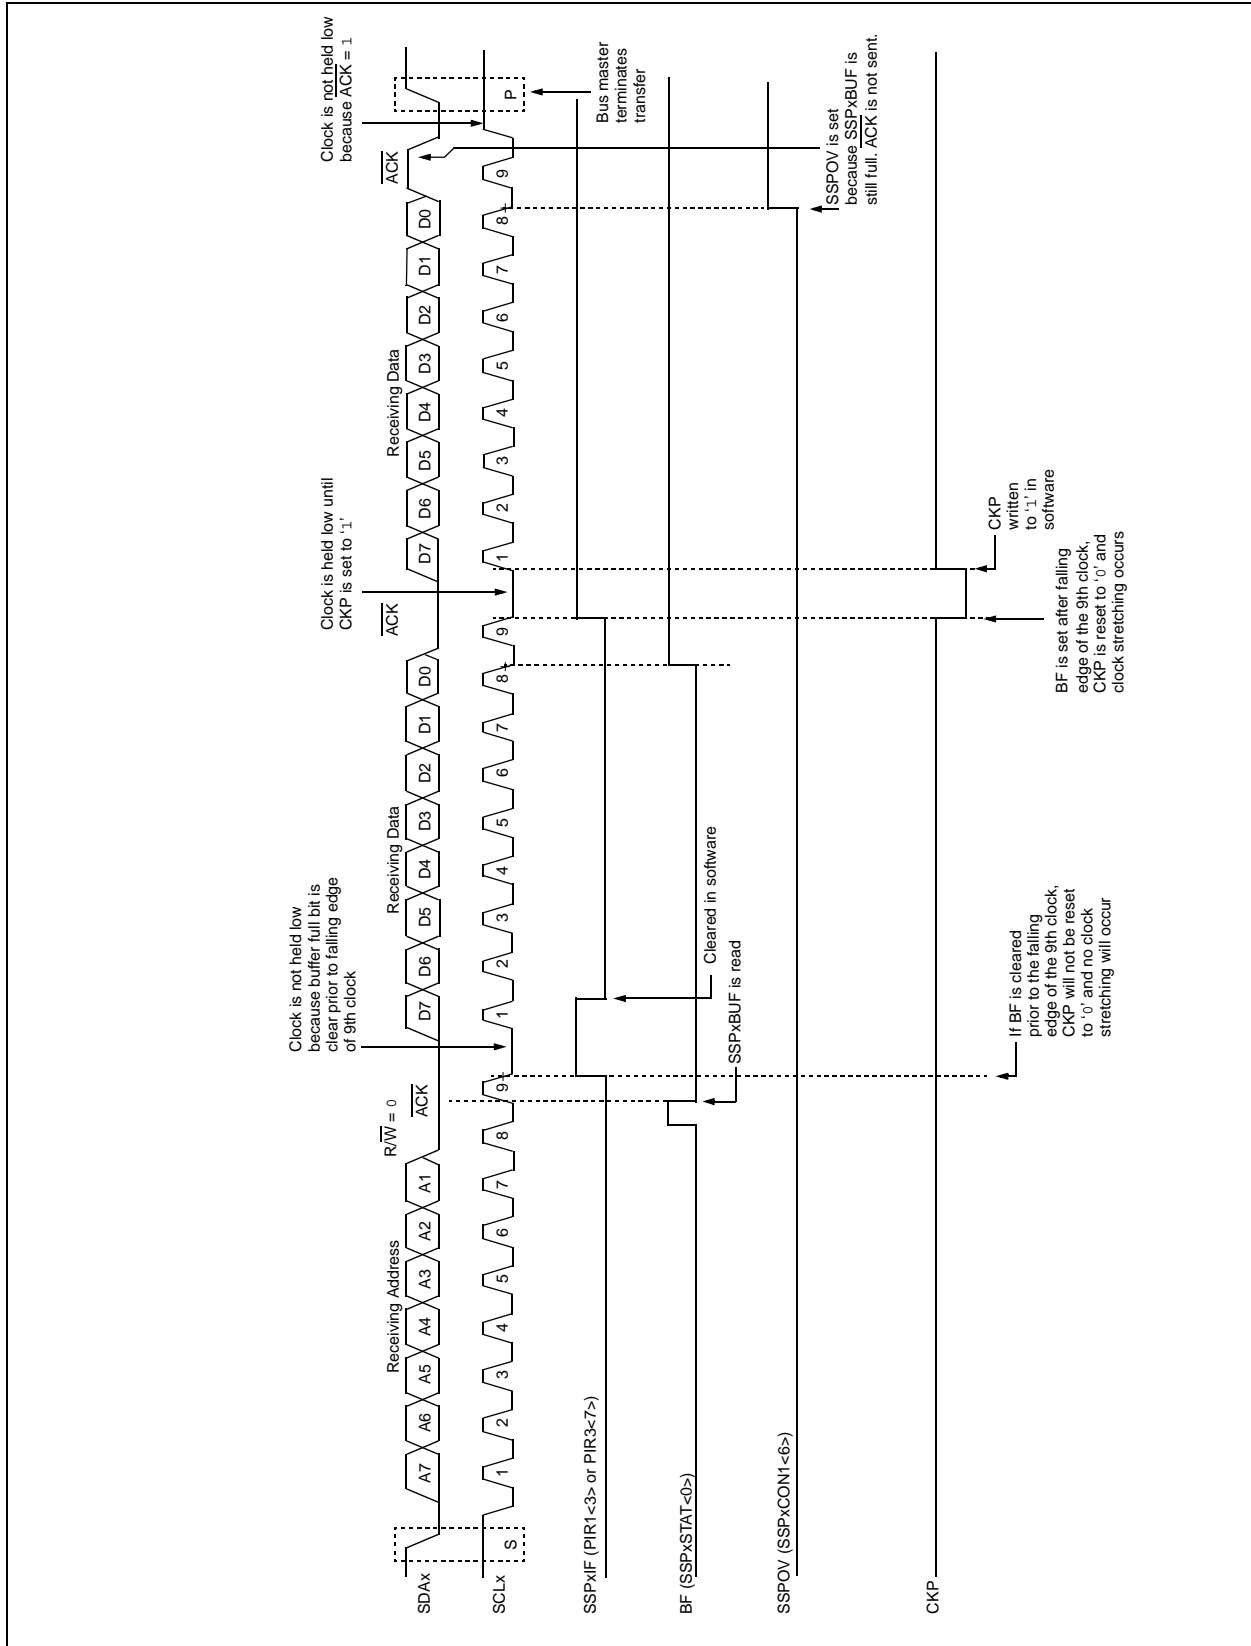 SDAx
S
Receiving Address
A7 A6 A5 A4 A3 A2 A1
R/W = 0
ACK
Clock is not held low
because buffer full bit is
clear prior to falling edge
of 9th clock
Receiving Data
D7 D6 D5 D4 D3 D2 D1 D0
ACK
Clock is held low until
CKP is set to ‘1’
Receiving Data
D7 D6 D5 D4 D3 D2 D1 D0
ACK
Clock is not held low
because ACK = 1
P
SCLx
1 2 3 4 5 6 7 8 9
1 2 3 4 5 6 7 8 9
1 2 3 4 5 6 7 8 9
Bus master
terminates
transfer
SSPxIF (PIR1<3> or PIR3<7>)
Cleared in software
BF (SSPxSTAT<0>)
SSPxBUF is read
SSPOV (SSPxCON1<6>)
SSPOV is set
because SSPxBUF is
still full. ACK is not sent.
CKP
CKP
written
to ‘1’ in
software
If BF is cleared
prior to the falling
edge of the 9th clock,
CKP will not be reset
to ‘0’ and no clock
stretching will occur
BF is set after falling
edge of the 9th clock,
CKP is reset to ‘0’ and
clock stretching occurs